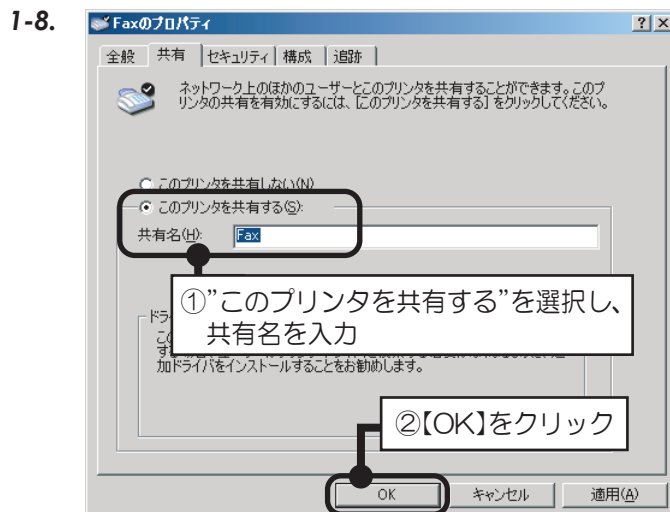 1-8.
Faxのプロパティ
全般 共有 セキュリティ 構成 追跡
ネットワーク上のほかのユーザーとこのプリンタを共有することができます。このプ
リンタの共有を有効にするには、[このプリンタを共有する] をクリックしてください。
このプリンタを共有しない(N)
このプリンタを共有する(S):
共有名(H): Fax
①”このプリンタを共有する”を選択し、
共有名を入力
加ドライバをインストールすることをお勧めします。
②【OK】をクリック
OK キャンセル 適用(A)